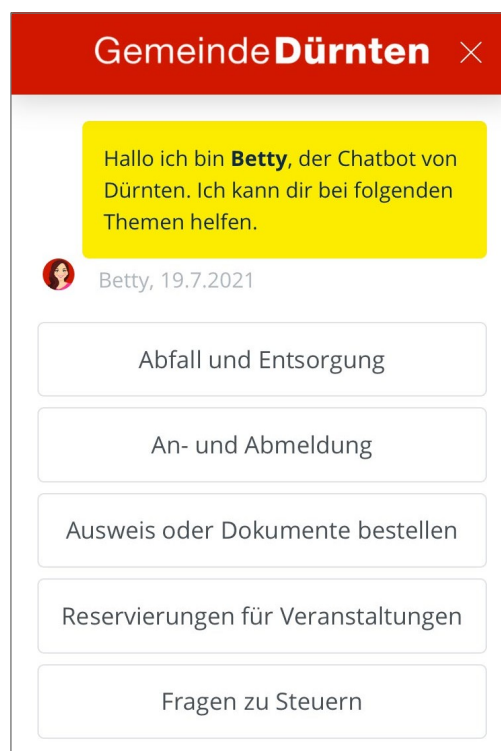 GemeindeDürnten
Hallo ich bin Betty, der Chatbot von
Dürnten. Ich kann dir bei folgenden
Themen helfen.
Betty, 19.7.2021
Abfall und Entsorgung
An- und Abmeldung
Ausweis oder Dokumente bestellen
Reservierungen für Veranstaltungen
Fragen zu Steuern